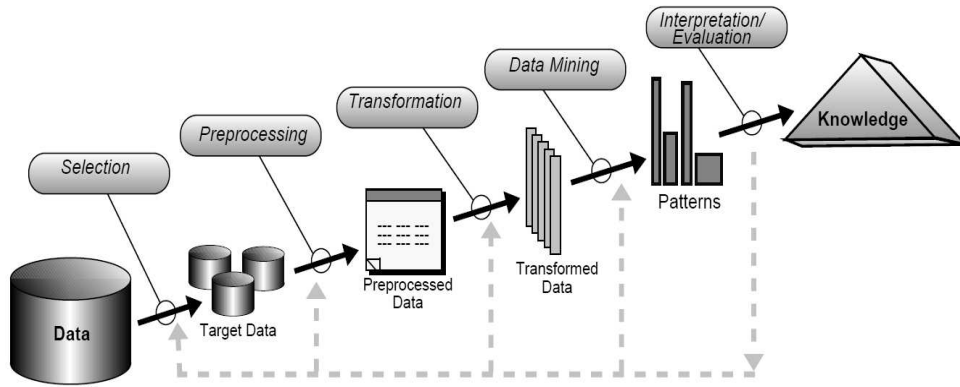 Interpretation/
Evaluation
Data Mining
Transformation
Preprocessing
Selection
Knowledge
Patterns
Transformed
Data
Preprocessed
Data
Target Data
Data